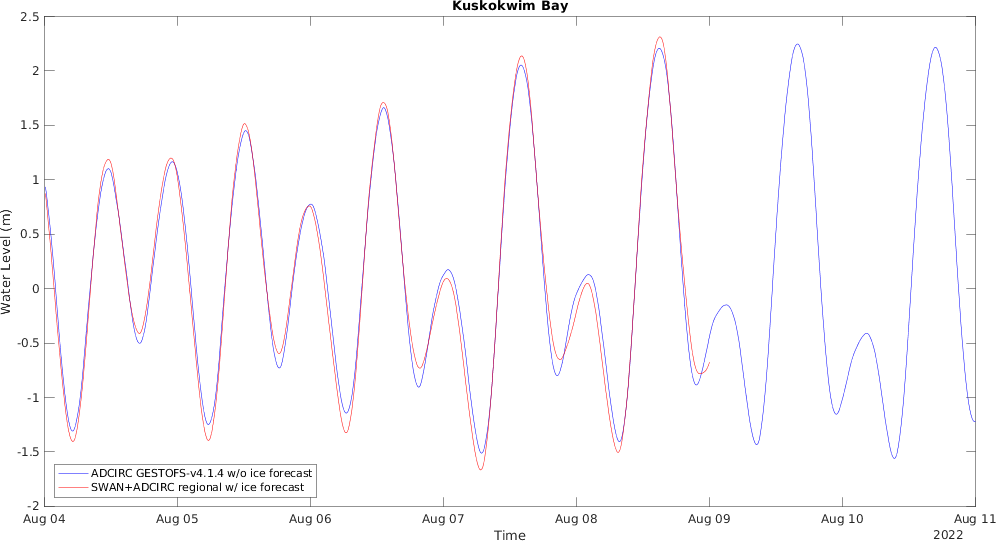 Kuskokwim Bay
2.5
2
1.5
1
0.5
0
-0.5
-1
-1.5
-2
Water Level (m)
ADCIRC GESTOFS-v4.1.4 w/o ice forecast
SWAN+ADCIRC regional w/ ice forecast
Aug 04 Aug 05 Aug 06 Aug 07 Aug 08 Aug 09 Aug 10 Aug 11
Time
2022